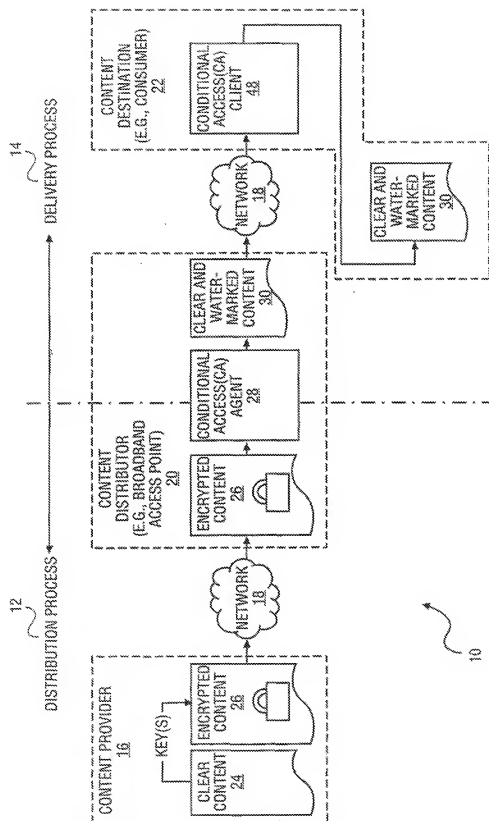 12
DISTRIBUTION PROCESS
14
DELIVERY PROCESS
CONTENT PROVIDER
16
KEY(S)
CLEAR CONTENT
24
ENCRYPTED
CONTENT
26
NETWORK
18
CONTENT
DISTRIBUTOR
(E.G., BROADBAND
ACCESS POINT)
20
ENCRYPTED
CONTENT
26
CONDITIONAL
ACCESS(CA)
AGENT
28
CLEAR AND
WATER-
MARKED
CONTENT
30
NETWORK
18
CONTENT
DESTINATION
(E.G., CONSUMER)
22
CONDITIONAL
ACCESS(CA)
CLIENT
48
CLEAR AND
WATER-
MARKED
CONTENT
30
10